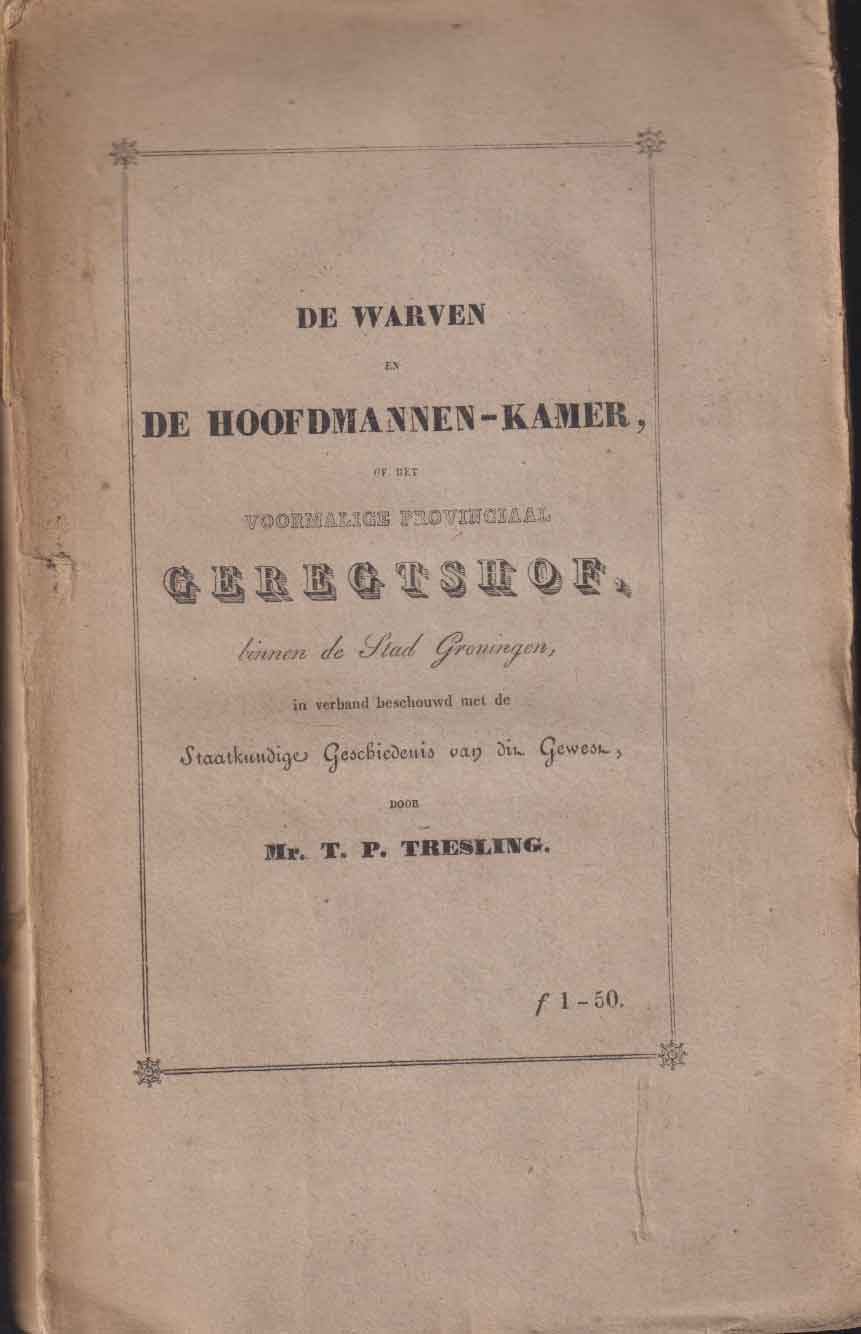 DE WARVEN
EN
DE HOOFDMANNEN-KAMER,
OF HET
VOORMALIGE PROVINCIAAL
GEREGTSHOF,
binnen de Stad Groningen,
in verband beschouwd met de
Staatkundige Geschiedenis van dit Gewest,
DOOR
Mr. T. P. TRESLING.
f 1-50.